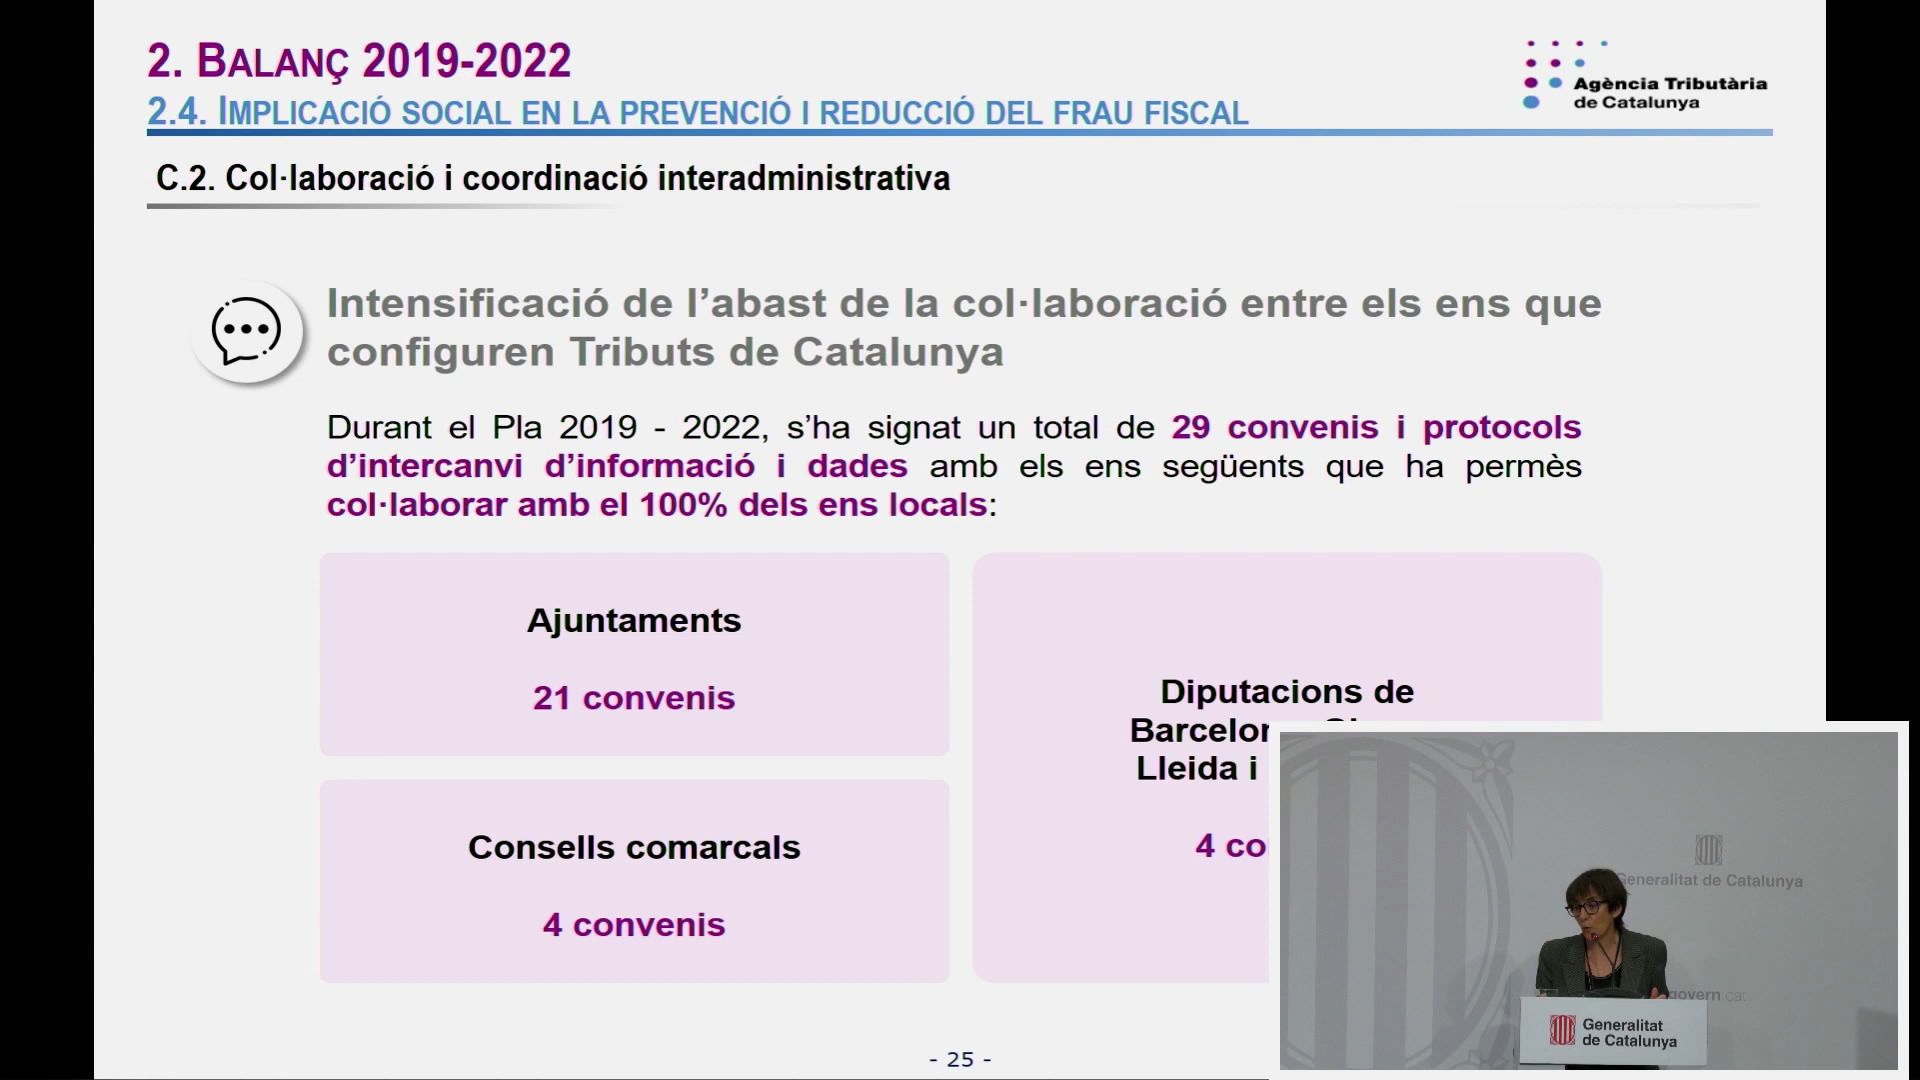 2. BALANÇ 2019-2022
2.4. IMPLICACIÓ SOCIAL EN LA PREVENCIÓ I REDUCCIÓ DEL FRAU FISCAL
Agència Tributària
de Catalunya
C.2. Col·laboració i coordinació interadministrativa
Intensificació de l’abast de la col·laboració entre els ens que
configuren Tributs de Catalunya
Durant el Pla 2019 - 2022, s’ha signat un total de 29 convenis i protocols
d’intercanvi d’informació i dades amb els ens següents que ha permès
col·laborar amb el 100% dels ens locals:
Ajuntaments
21 convenis
Consells comarcals
4 convenis
Diputacions de
Lleida i
4
- 25 -
Generalitat de Catalunya
govern cat
Generalitat
de Catalunya